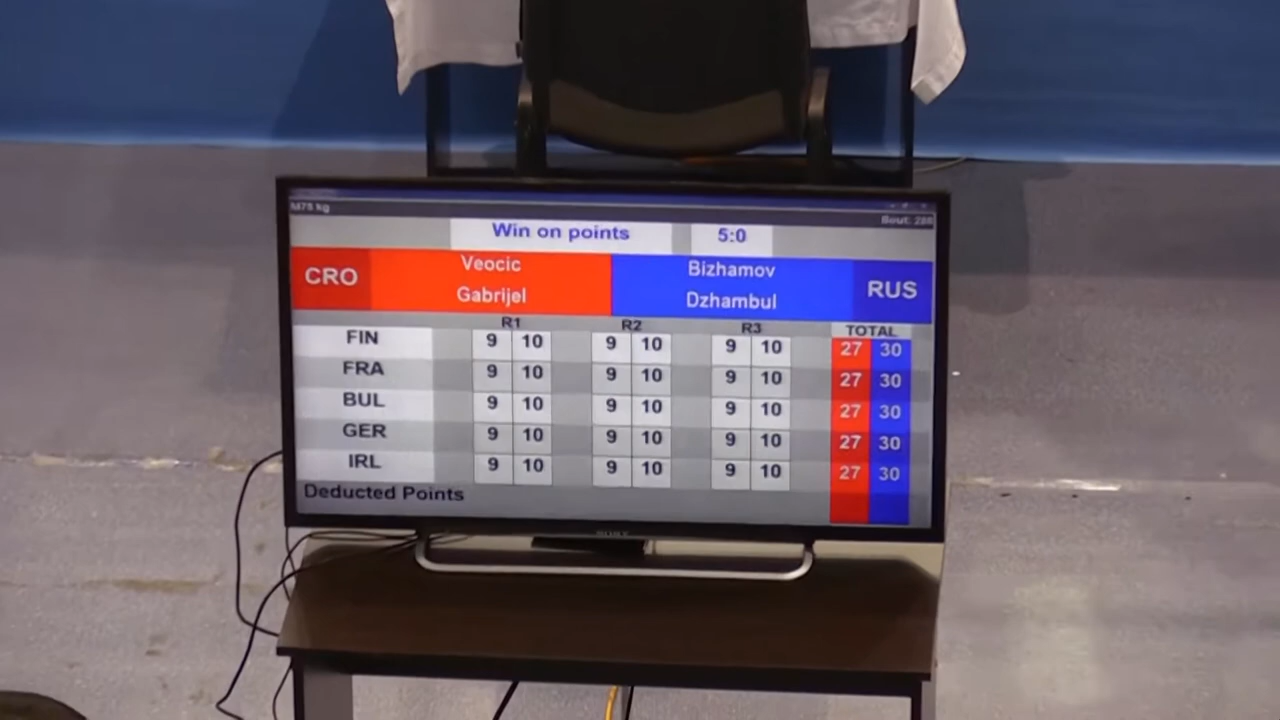 M75 kg
Bout: 288
Win on points 5:0
CRO Veocic Gabrijel Bizhamov Dzhambul RUS
R1 R2 R3 TOTAL
FIN 9 10 9 10 9 10 27 30
FRA 9 10 9 10 9 10 27 30
BUL 9 10 9 10 9 10 27 30
GER 9 10 9 10 9 10 27 30
IRL 9 10 9 10 9 10 27 30
Deducted Points
SONY